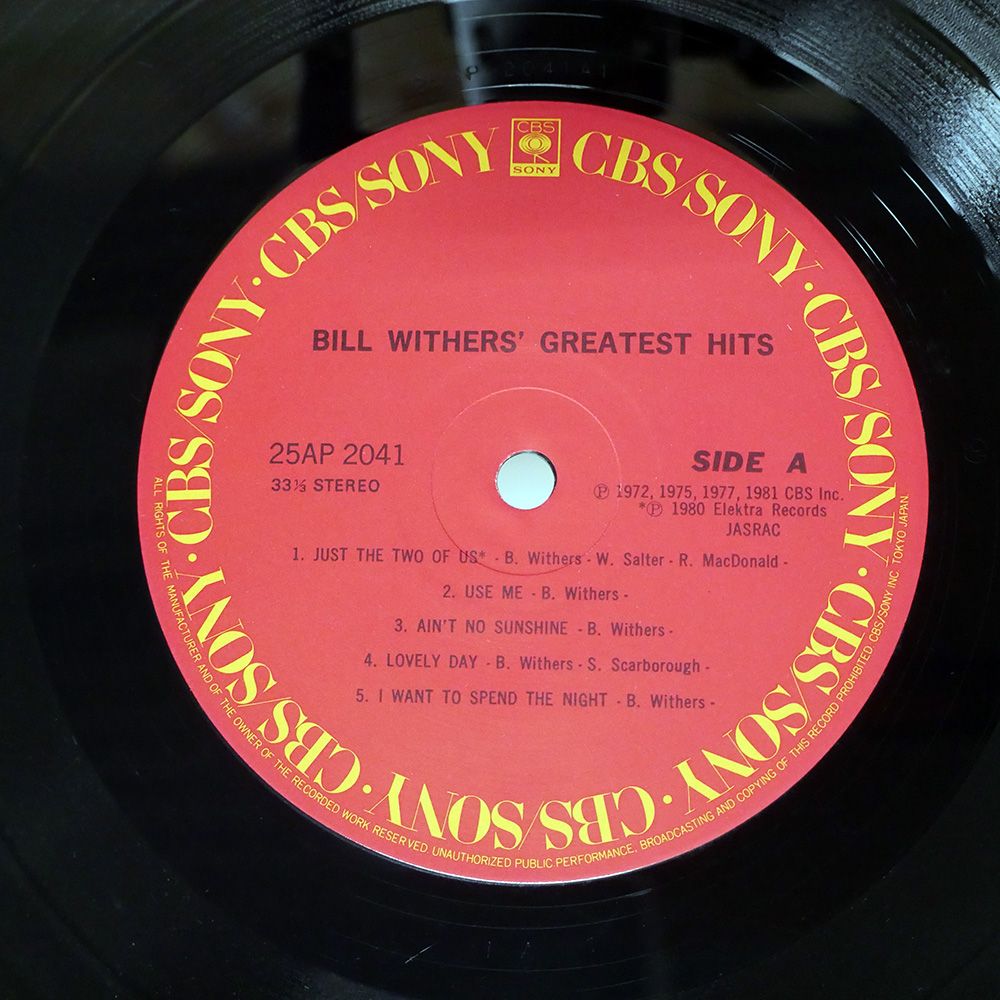 P 2041A1
CBS
SONY
CBS/SONY · CBS/SONY · CBS/SONY · CBS/SONY · CBS/SONY · CBS/SONY · CBS/SONY · CBS/SONY
BILL WITHERS' GREATEST HITS
25AP 2041
33⅓ STEREO
SIDE A
℗ 1972, 1975, 1977, 1981 CBS Inc.
*℗ 1980 Elektra Records
JASRAC
1. JUST THE TWO OF US* - B. Withers - W. Salter - R. MacDonald -
2. USE ME - B. Withers -
3. AIN'T NO SUNSHINE - B. Withers -
4. LOVELY DAY - B. Withers - S. Scarborough -
5. I WANT TO SPEND THE NIGHT - B. Withers -
ALL RIGHTS OF THE MANUFACTURER AND OF THE OWNER OF THE RECORDED WORK RESERVED UNAUTHORIZED PUBLIC PERFORMANCE, BROADCASTING AND COPYING OF THIS RECORD PROHIBITED CBS/SONY INC TOKYO JAPAN.